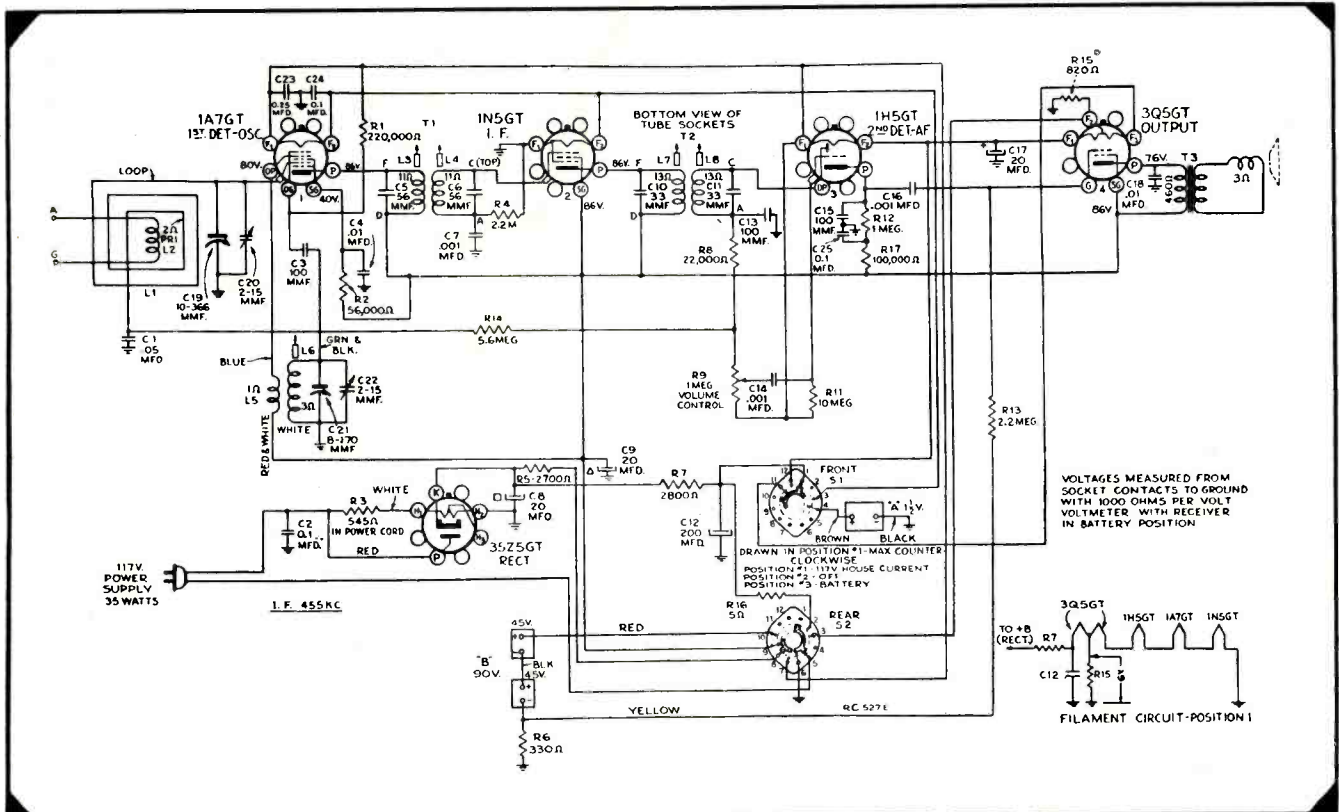 R15
820Ω
C23
C24
0.25
MFD.
0.1
MFD.
1A7GT
1ST. DET-OSC
R1
220,000Ω
T1
1N5GT
I. F.
BOTTOM VIEW OF
TUBE SOCKETS
T2
1H5GT
2ND DET-AF
3Q5GT
OUTPUT
C17
20
MFD.
LOOP
80V.
40V.
86V.
F
L3
L4
C(TOP)
11Ω
11Ω
C5
56
MMF.
C6
56
MMF.
R4
2.2M
C7
.001
MFD.
D
A
86V.
86V.
F
L7
L8
C
13Ω
13Ω
C10
33
MMF.
C11
33
MMF.
D
A
C13
100
MMF.
R8
22,000Ω
C15
100
MMF
C25
0.1
MFD.
C16
.001 MFD
R12
1 MEG.
R17
100,000Ω
76V.
C18
.01
MFD.
460Ω
T3
3Ω
86V
A
G
2Ω
PRI
L2
L1
C19
10-366
MMF.
C20
2-15
MMF
C3
100
MMF
C4
.01
MFD.
R2
56,000Ω
C1
.05
MFD
R14
5.6MEG
BLUE
L6
GRN &
BLK.
1Ω
L5
3Ω
C22
2-15
MMF.
WHITE
C21
8-170
MMF
RED & WHITE
R9
1 MEG
VOLUME
CONTROL
C14
.001
MFD.
R11
10 MEG
R13
2.2MEG.
C9
20
MFD.
R5-2700Ω
C8
20
MFD.
R7
2800Ω
C12
200
MFD.
FRONT
S1
"A" 1½V.
BROWN
BLACK
R3
545Ω
IN POWER CORD
WHITE
C2
0.1
MFD.
RED
35Z5GT
RECT
117V.
POWER
SUPPLY
35 WATTS
I. F. 455KC
DRAWN IN POSITION #1-MAX COUNTER-
CLOCKWISE
POSITION #1-117V HOUSE CURRENT
POSITION #2-OFF
POSITION #3-BATTERY
R16
5Ω
REAR
S2
VOLTAGES MEASURED FROM
SOCKET CONTACTS TO GROUND
WITH 1000 OHMS PER VOLT
VOLTMETER WITH RECEIVER
IN BATTERY POSITION
45V.
RED
"B"
90V.
BLK
45V.
YELLOW
RC 527E
R6
330Ω
3Q5GT
1H5GT
1A7GT
1N5GT
TO +B
(RECT.)
R7
C12
R15
FILAMENT CIRCUIT-POSITION 1